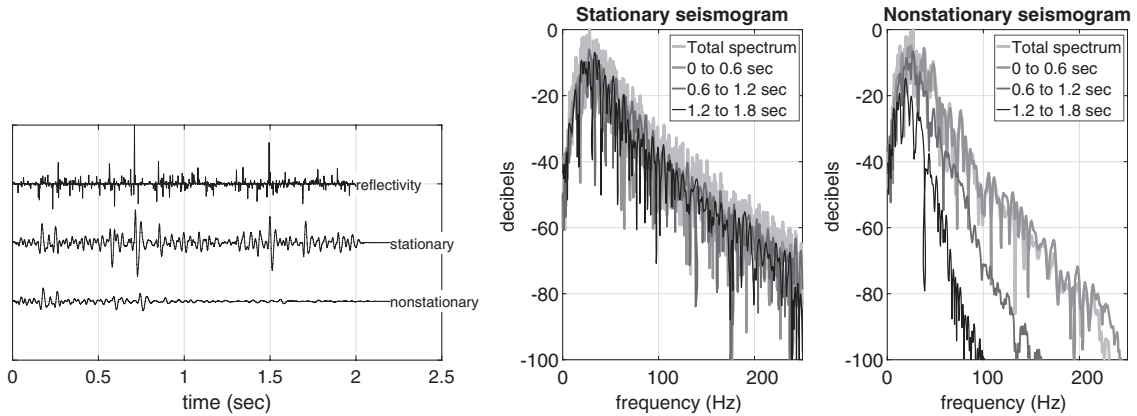 reflectivity
stationary
nonstationary
0
0.5
1
1.5
2
2.5
time (sec)
Stationary seismogram
0
-20
-40
-60
-80
-100
decibels
Total spectrum
0 to 0.6 sec
0.6 to 1.2 sec
1.2 to 1.8 sec
0
100
200
frequency (Hz)
Nonstationary seismogram
0
-20
-40
-60
-80
-100
decibels
Total spectrum
0 to 0.6 sec
0.6 to 1.2 sec
1.2 to 1.8 sec
0
100
200
frequency (Hz)